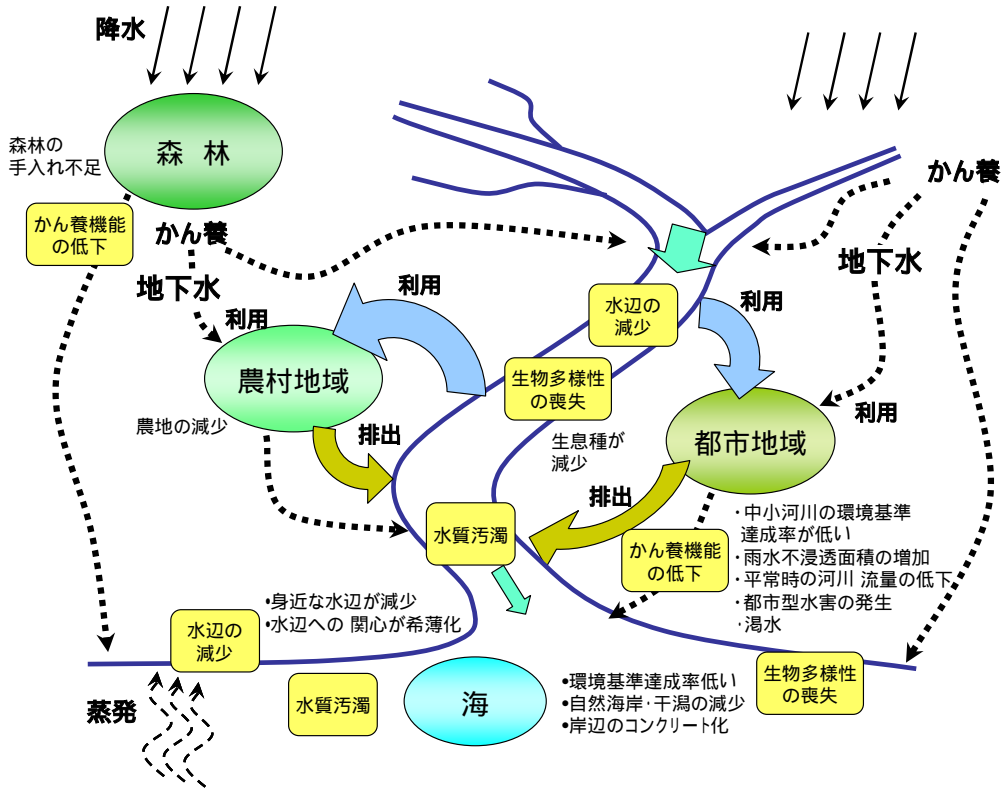 降水
森林の
手入れ不足
森 林
かん養機能
の低下
かん養
地下水
利用
農村地域
農地の減少
利用
排出
かん養
地下水
水辺の
減少
利用
生物多様性
の喪失
生息種が
減少
利用
都市地域
排出
水質汚濁
かん養機能
の低下
・中小河川の環境基準
達成率が低い
・雨水不浸透面積の増加
・平常時の河川 流量の低下
・都市型水害の発生
・渇水
•身近な水辺が減少
•水辺への 関心が希薄化
水辺の
減少
蒸発
水質汚濁
海
•環境基準達成率低い
•自然海岸・干潟の減少
•岸辺のコンクリート化
生物多様性
の喪失